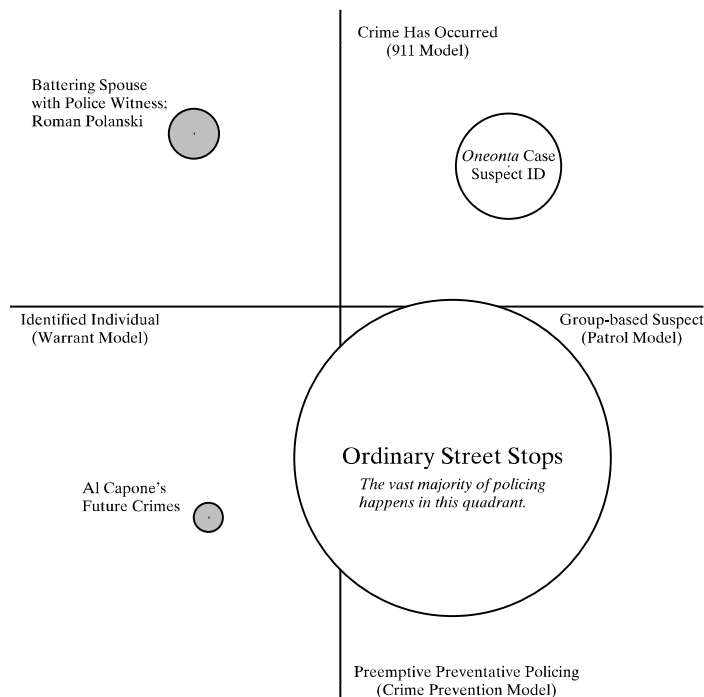 Crime Has Occurred
(911 Model)
Battering Spouse
with Police Witness;
Roman Polanski
Oneonta Case
Suspect ID
Identified Individual
(Warrant Model)
Group-based Suspect
(Patrol Model)
Ordinary Street Stops
The vast majority of policing
happens in this quadrant.
Al Capone's
Future Crimes
Preemptive Preventative Policing
(Crime Prevention Model)